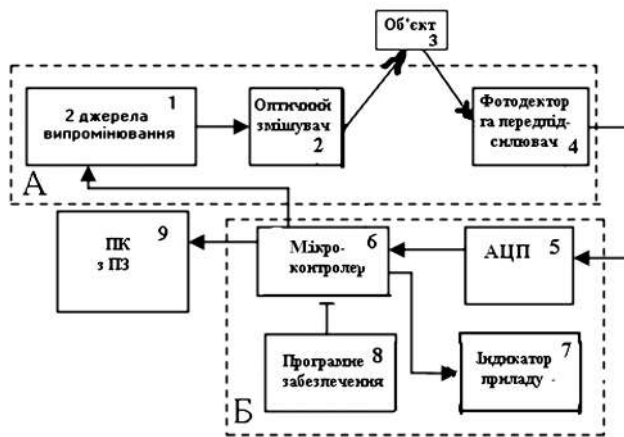 Об'єкт
3
1
2 джерела
випромінювання
Оптичний
змішувач
2
Фотодектор
та передпід-
силювач
4
А
ПК
з ПЗ
9
Мікро-
контролер
6
АЦП
5
Програмне
забезпечення
8
Індикатор
приладу
7
Б